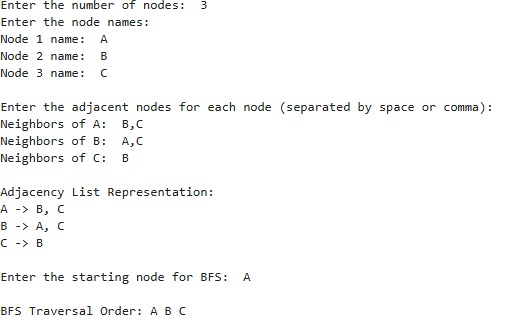 Enter the number of nodes:  3
Enter the node names:
Node 1 name:  A
Node 2 name:  B
Node 3 name:  C

Enter the adjacent nodes for each node (separated by space or comma):
Neighbors of A:  B,C
Neighbors of B:  A,C
Neighbors of C:  B

Adjacency List Representation:
A -> B, C
B -> A, C
C -> B

Enter the starting node for BFS:  A

BFS Traversal Order: A B C